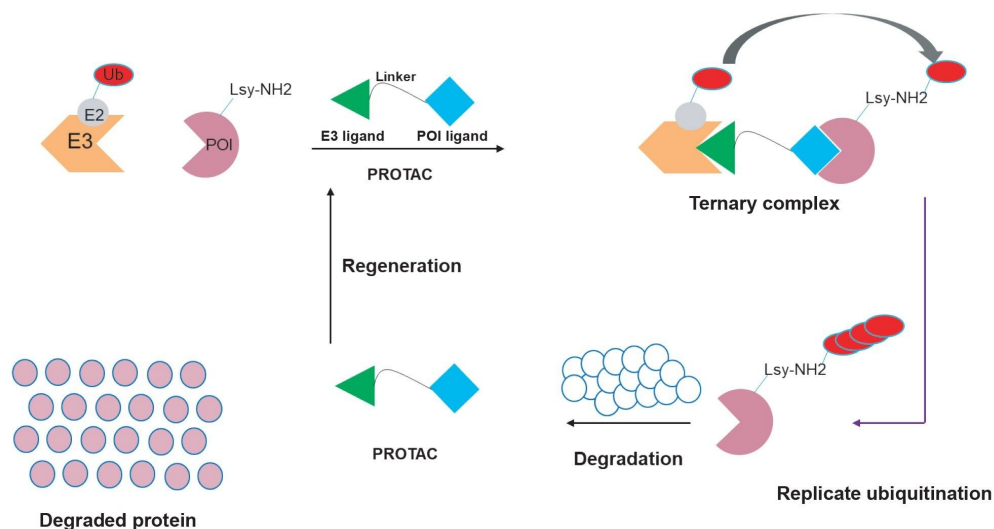 Ub
E2
E3
Lsy-NH2
POI
Linker
E3 ligand
POI ligand
PROTAC
Lsy-NH2
Ternary complex
Regeneration
Lsy-NH2
PROTAC
Degradation
Replicate ubiquitination
Degraded protein